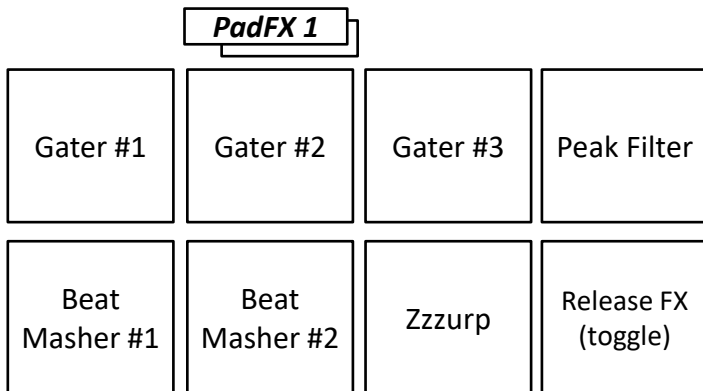 PadFX 1
Gater #1
Gater #2
Gater #3
Peak Filter
Beat
Masher #1
Beat
Masher #2
Zzzurp
Release FX
(toggle)